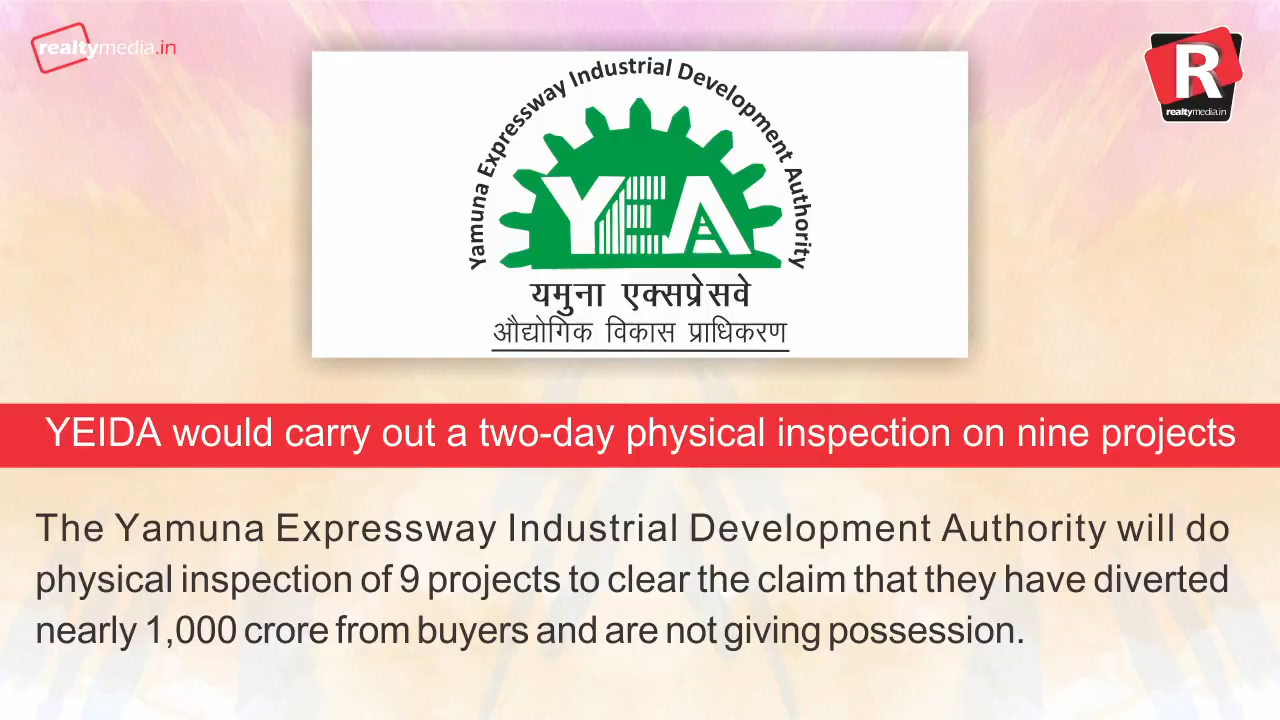 realtymedia.in
R
realtymedia.in
Yamuna Expressway Industrial Development Authority
YEA
यमुना एक्सप्रेसवे
औद्योगिक विकास प्राधिकरण
YEIDA would carry out a two-day physical inspection on nine projects
The Yamuna Expressway Industrial Development Authority will do
physical inspection of 9 projects to clear the claim that they have diverted
nearly 1,000 crore from buyers and are not giving possession.